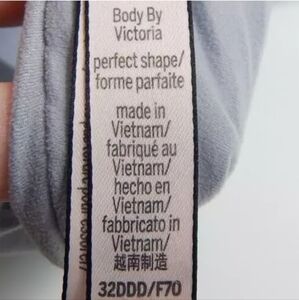 Body By
Victoria
perfect shape/
forme parfaite
made in
Vietnam/
fabriqué au
Vietnam/
hecho en
Vietnam/
fabbricato in
Vietnam/
越南制造
32DDD/F70